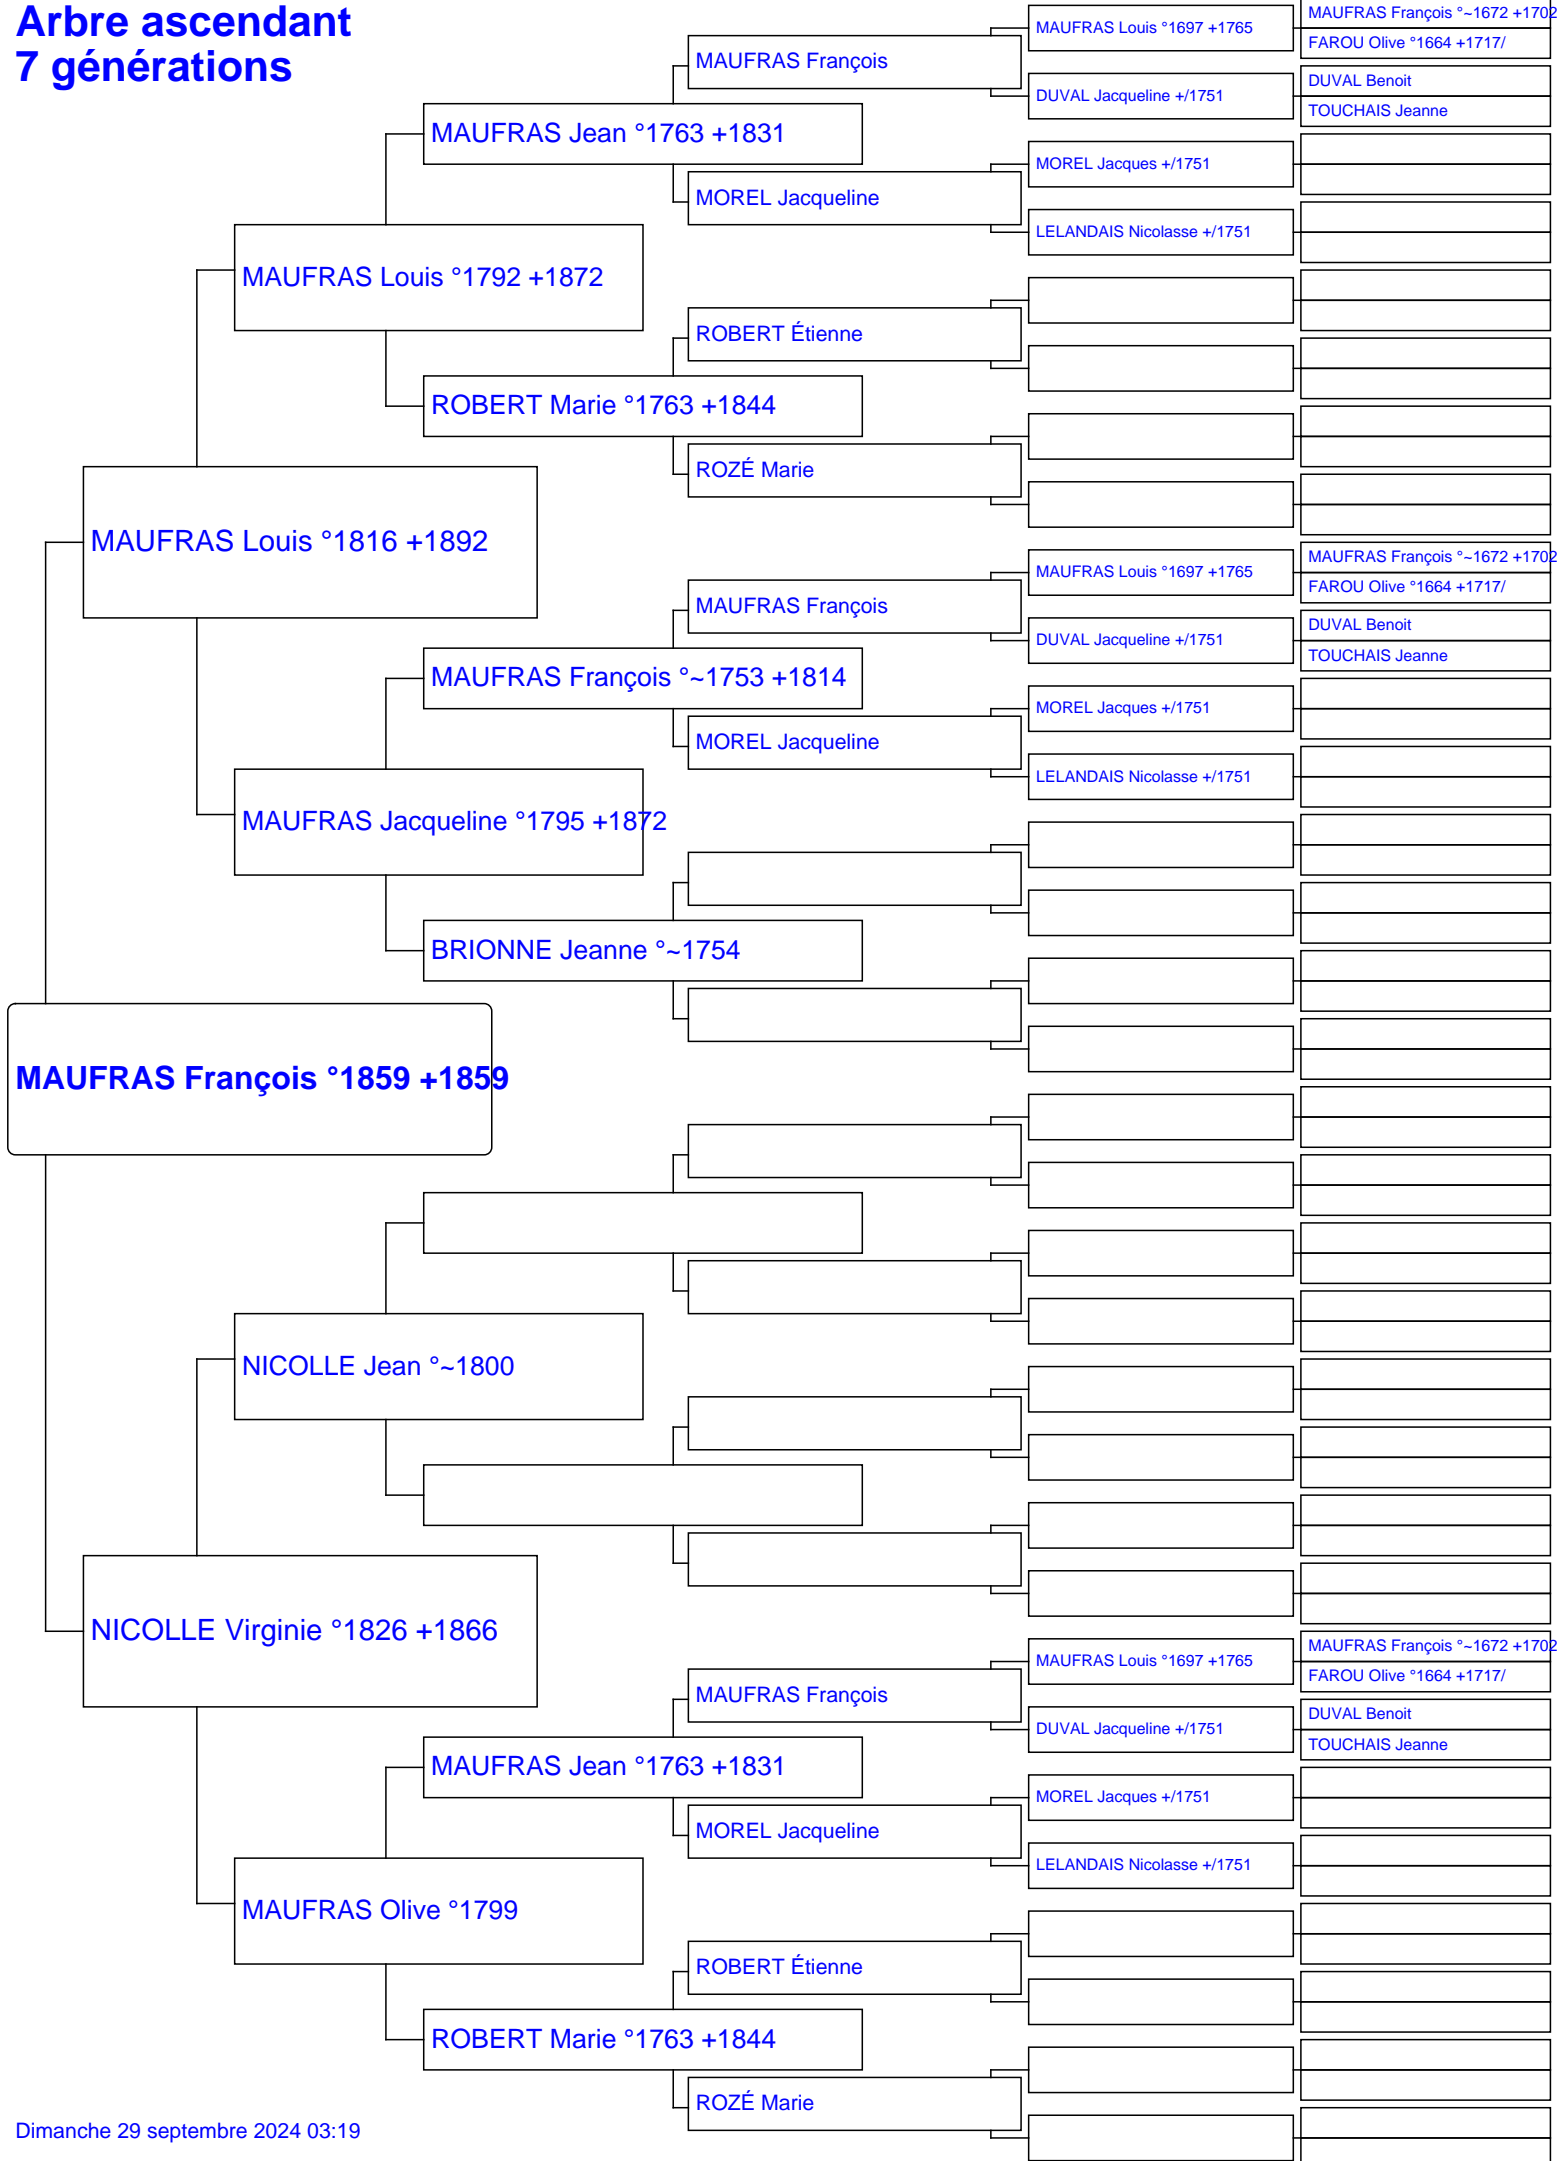 Arbre ascendant
7 générations
MAUFRAS François °~1672 +1702
MAUFRAS Louis °1697 +1765
FAROU Olive °1664 +1717/
MAUFRAS François
DUVAL Benoit
DUVAL Jacqueline +/1751
TOUCHAIS Jeanne
MAUFRAS Jean °1763 +1831
MOREL Jacques +/1751
MOREL Jacqueline
LELANDAIS Nicolasse +/1751
MAUFRAS Louis °1792 +1872
ROBERT Étienne
ROBERT Marie °1763 +1844
ROZÉ Marie
MAUFRAS Louis °1816 +1892
MAUFRAS François °~1672 +1702
MAUFRAS Louis °1697 +1765
FAROU Olive °1664 +1717/
MAUFRAS François
DUVAL Benoit
DUVAL Jacqueline +/1751
TOUCHAIS Jeanne
MAUFRAS François °~1753 +1814
MOREL Jacques +/1751
MOREL Jacqueline
LELANDAIS Nicolasse +/1751
MAUFRAS Jacqueline °1795 +1872
BRIONNE Jeanne °~1754
MAUFRAS François °1859 +1859
NICOLLE Jean °~1800
NICOLLE Virginie °1826 +1866
MAUFRAS François °~1672 +1702
MAUFRAS Louis °1697 +1765
FAROU Olive °1664 +1717/
MAUFRAS François
DUVAL Benoit
DUVAL Jacqueline +/1751
TOUCHAIS Jeanne
MAUFRAS Jean °1763 +1831
MOREL Jacques +/1751
MOREL Jacqueline
LELANDAIS Nicolasse +/1751
MAUFRAS Olive °1799
ROBERT Étienne
ROBERT Marie °1763 +1844
ROZÉ Marie
Dimanche 29 septembre 2024 03:19